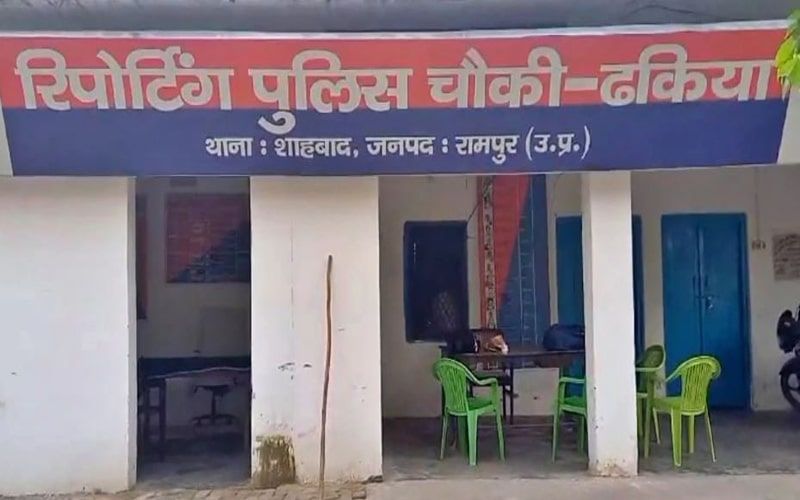 रिपोर्टिंग पुलिस चौकी-ढकिया
थाना : शाहबाद, जनपद : रामपुर (उ.प्र.)